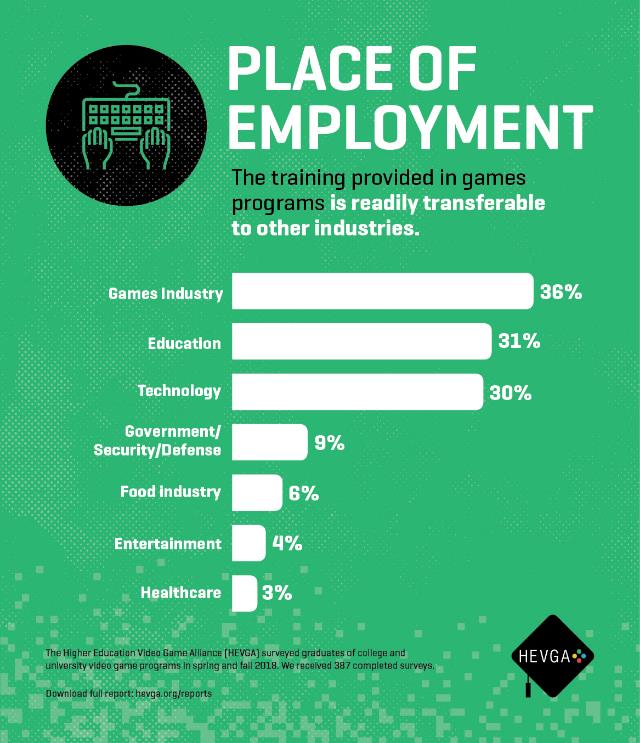 PLACE OF
EMPLOYMENT
The training provided in games
programs is readily transferable
to other industries.
Games Industry 36%
Education 31%
Technology 30%
Government/
Security/Defense 9%
Food industry 6%
Entertainment 4%
Healthcare 3%
The Higher Education Video Game Alliance (HEVGA) surveyed graduates of college and
university video game programs in spring and fall 2018. We received 387 completed surveys.
Download full report: hevga.org/reports
HEVGA